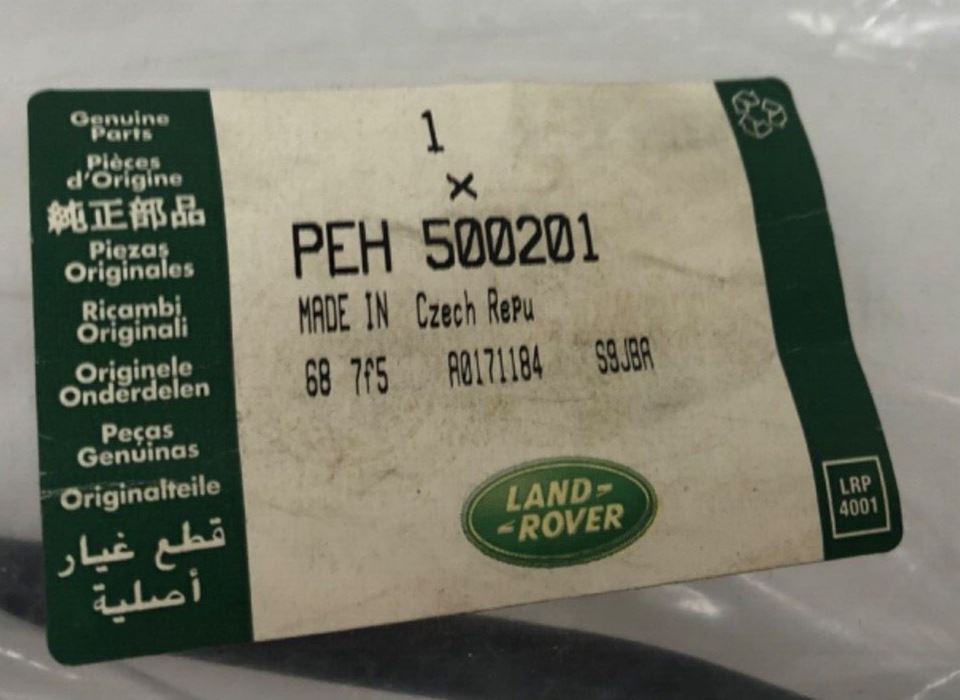 Genuine
Parts
Pièces
d'Origine
純正部品
Piezas
Originales
Ricambi
Originali
Originele
Onderdelen
Peças
Genuinas
Originalteile
قطع غيار
أصلية
1
×
PEH 500201
MADE IN Czech RePu
68 7f5 A0171184 S9JBA
LAND-
-ROVER
LRP
4001